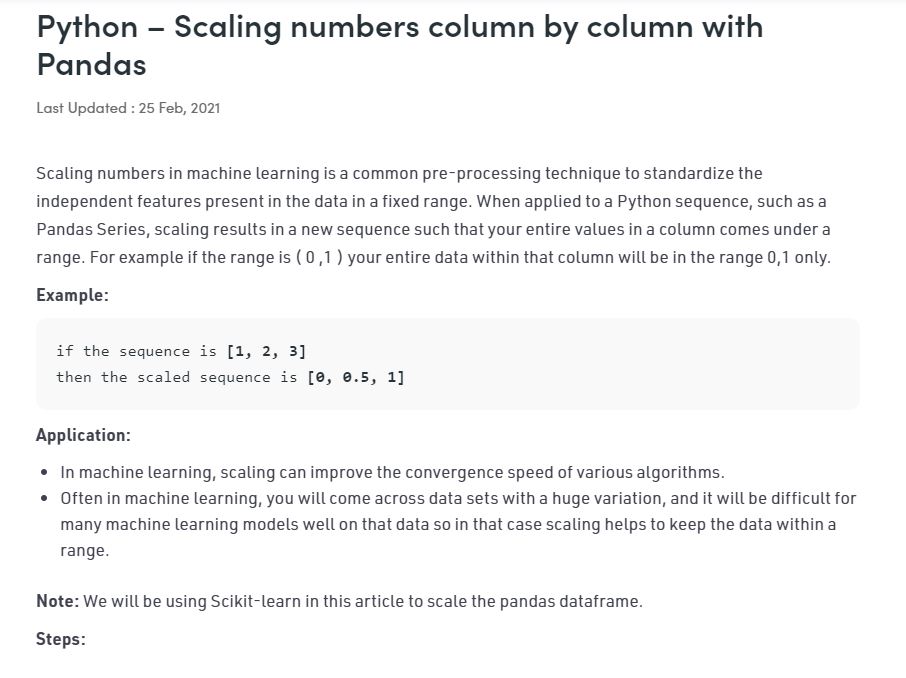 Python – Scaling numbers column by column with
Pandas
Last Updated : 25 Feb, 2021
Scaling numbers in machine learning is a common pre-processing technique to standardize the
independent features present in the data in a fixed range. When applied to a Python sequence, such as a
Pandas Series, scaling results in a new sequence such that your entire values in a column comes under a
range. For example if the range is ( 0 ,1 ) your entire data within that column will be in the range 0,1 only.
Example:
if the sequence is [1, 2, 3]
then the scaled sequence is [0, 0.5, 1]
Application:
• In machine learning, scaling can improve the convergence speed of various algorithms.
• Often in machine learning, you will come across data sets with a huge variation, and it will be difficult for
many machine learning models well on that data so in that case scaling helps to keep the data within a
range.
Note: We will be using Scikit-learn in this article to scale the pandas dataframe.
Steps: